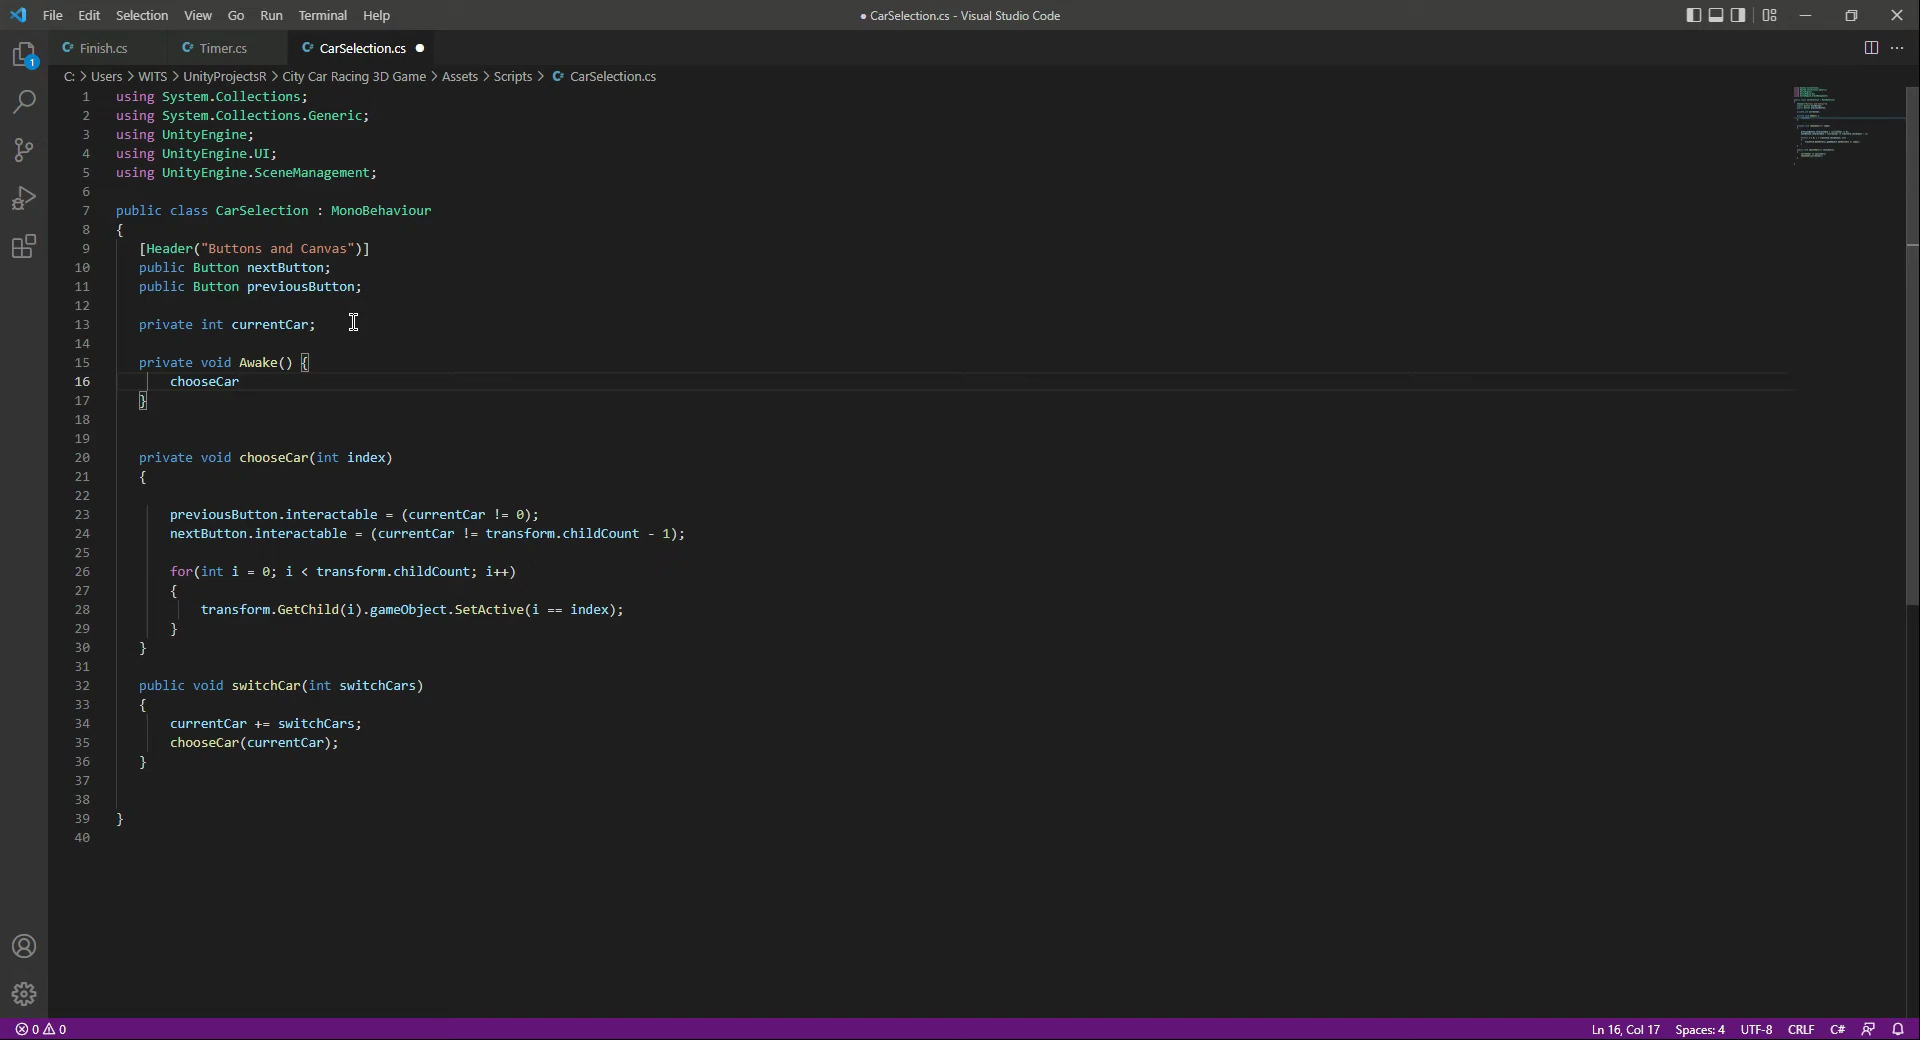 File Edit Selection View Go Run Terminal Help
● CarSelection.cs - Visual Studio Code
Finish.cs Timer.cs CarSelection.cs ●
C: > Users > WITS > UnityProjectsR > City Car Racing 3D Game > Assets > Scripts > CarSelection.cs
1 using System.Collections;
2 using System.Collections.Generic;
3 using UnityEngine;
4 using UnityEngine.UI;
5 using UnityEngine.SceneManagement;
6
7 public class CarSelection : MonoBehaviour
8 {
9 [Header("Buttons and Canvas")]
10 public Button nextButton;
11 public Button previousButton;
12
13 private int currentCar;
14
15 private void Awake() {
16 chooseCar
17 }
18
19
20 private void chooseCar(int index)
21 {
22
23 previousButton.interactable = (currentCar != 0);
24 nextButton.interactable = (currentCar != transform.childCount - 1);
25
26 for(int i = 0; i < transform.childCount; i++)
27 {
28 transform.GetChild(i).gameObject.SetActive(i == index);
29 }
30 }
31
32 public void switchCar(int switchCars)
33 {
34 currentCar += switchCars;
35 chooseCar(currentCar);
36 }
37
38
39 }
40
1
0 0 Ln 16, Col 17 Spaces: 4 UTF-8 CRLF C#